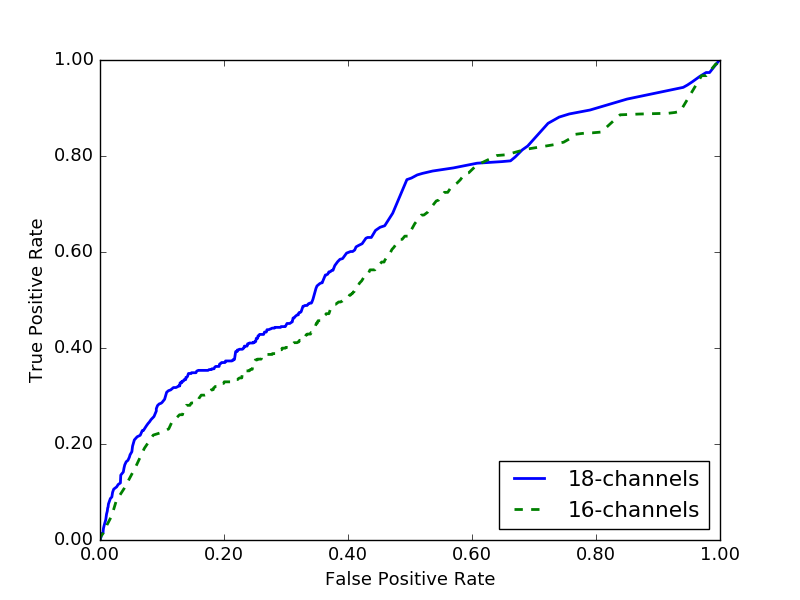 1.00
0.80
0.60
0.40
0.20
0.00
True Positive Rate
18-channels
16-channels
0.00 0.20 0.40 0.60 0.80 1.00
False Positive Rate